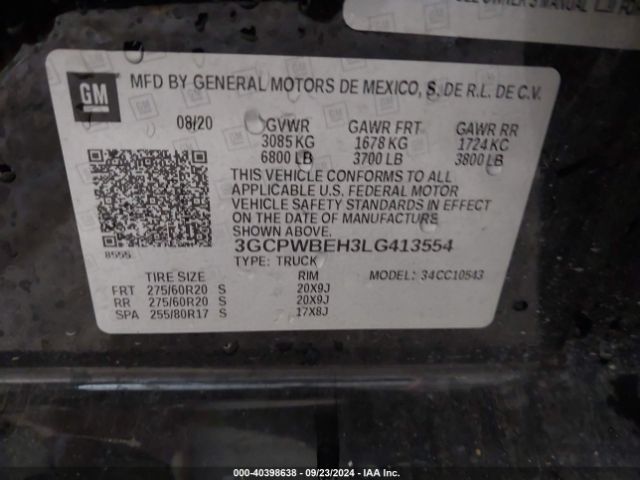 OWNER'S MANUAL
GM
MFD BY GENERAL MOTORS DE MEXICO, S. DE R.L. DE C.V.
08/20 GVWR GAWR FRT GAWR RR
3085 KG 1678 KG 1724 KG
6800 LB 3700 LB 3800 LB
THIS VEHICLE CONFORMS TO ALL
APPLICABLE U.S. FEDERAL MOTOR
VEHICLE SAFETY STANDARDS IN EFFECT
ON THE DATE OF MANUFACTURE
SHOWN ABOVE.
3GCPWBEH3LG413554
8555 TYPE: TRUCK MODEL: 34CC10543
TIRE SIZE RIM
FRT 275/60R20 S 20X9J
RR 275/60R20 S 20X9J
SPA 255/80R17 S 17X8J
000-40398638 - 09/23/2024 - IAA Inc.